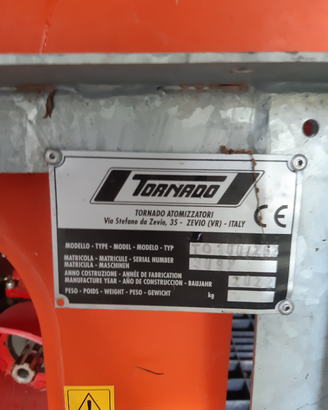 TORNADO
TORNADO ATOMIZZATORI
Via Stefano da Zevio, 35 - ZEVIO (VR) - ITALY
CE
MODELLO - TYPE - MODEL - MODELO - TYP
MATRICOLA - MATRICULE - SERIAL NUMBER
MATRICULA - MASCHINEN
ANNO COSTRUZIONE - ANNÉE DE FABRICATION
MANUFACTURE YEAR - AÑO DE CONSTRUCCION - BAUJAHR
PESO - POIDS - WEIGHT - PESO - GEWICHT kg